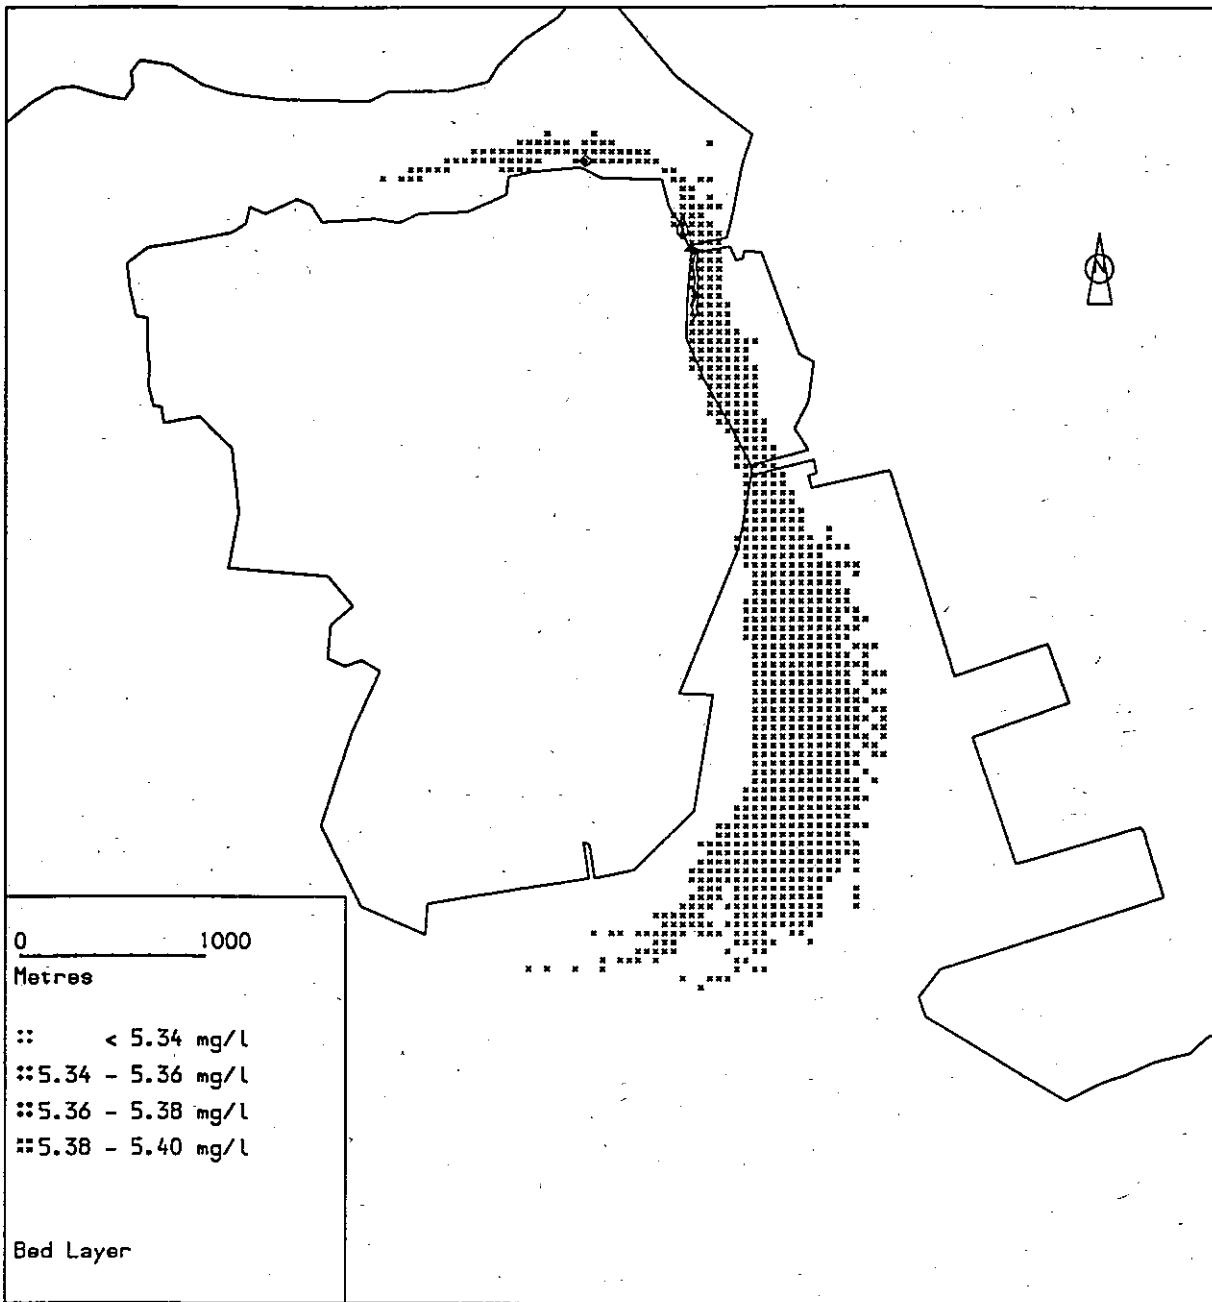 N
0 1000
Metres
< 5.34 mg/l
5.34 - 5.36 mg/l
5.36 - 5.38 mg/l
5.38 - 5.40 mg/l
Bed Layer